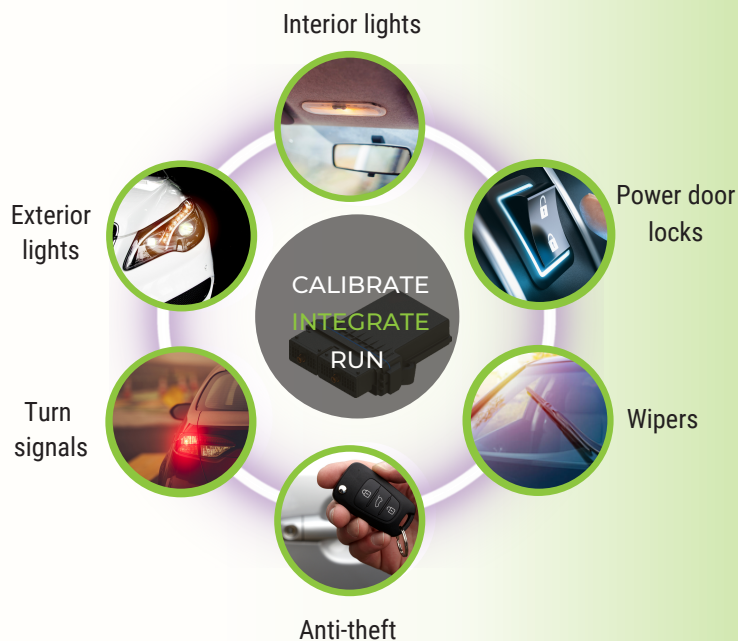 Interior lights
Power door
locks
Wipers
Anti-theft
Turn
signals
Exterior
lights
CALIBRATE
INTEGRATE
RUN